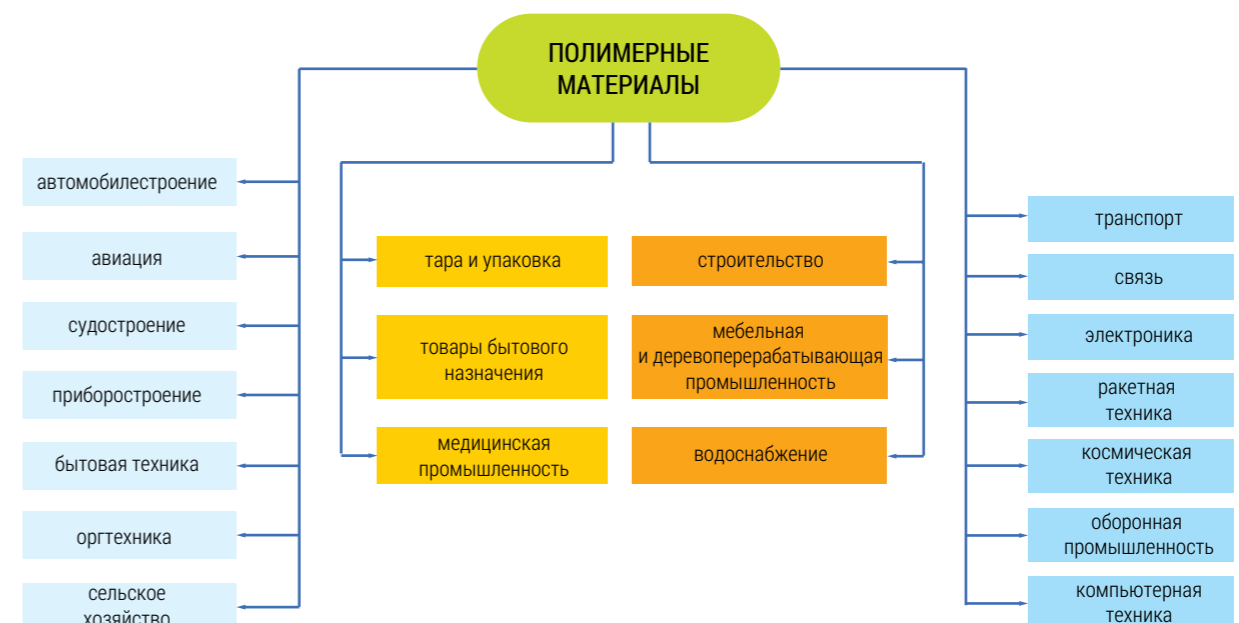 ПОЛИМЕРНЫЕ
МАТЕРИАЛЫ
автомобилестроение
авиация
судостроение
приборостроение
бытовая техника
оргтехника
сельское
хозяйство
тара и упаковка
товары бытового
назначения
медицинская
промышленность
строительство
мебельная
и деревоперерабатывающая
промышленность
водоснабжение
транспорт
связь
электроника
ракетная
техника
космическая
техника
оборонная
промышленность
компьютерная
техника